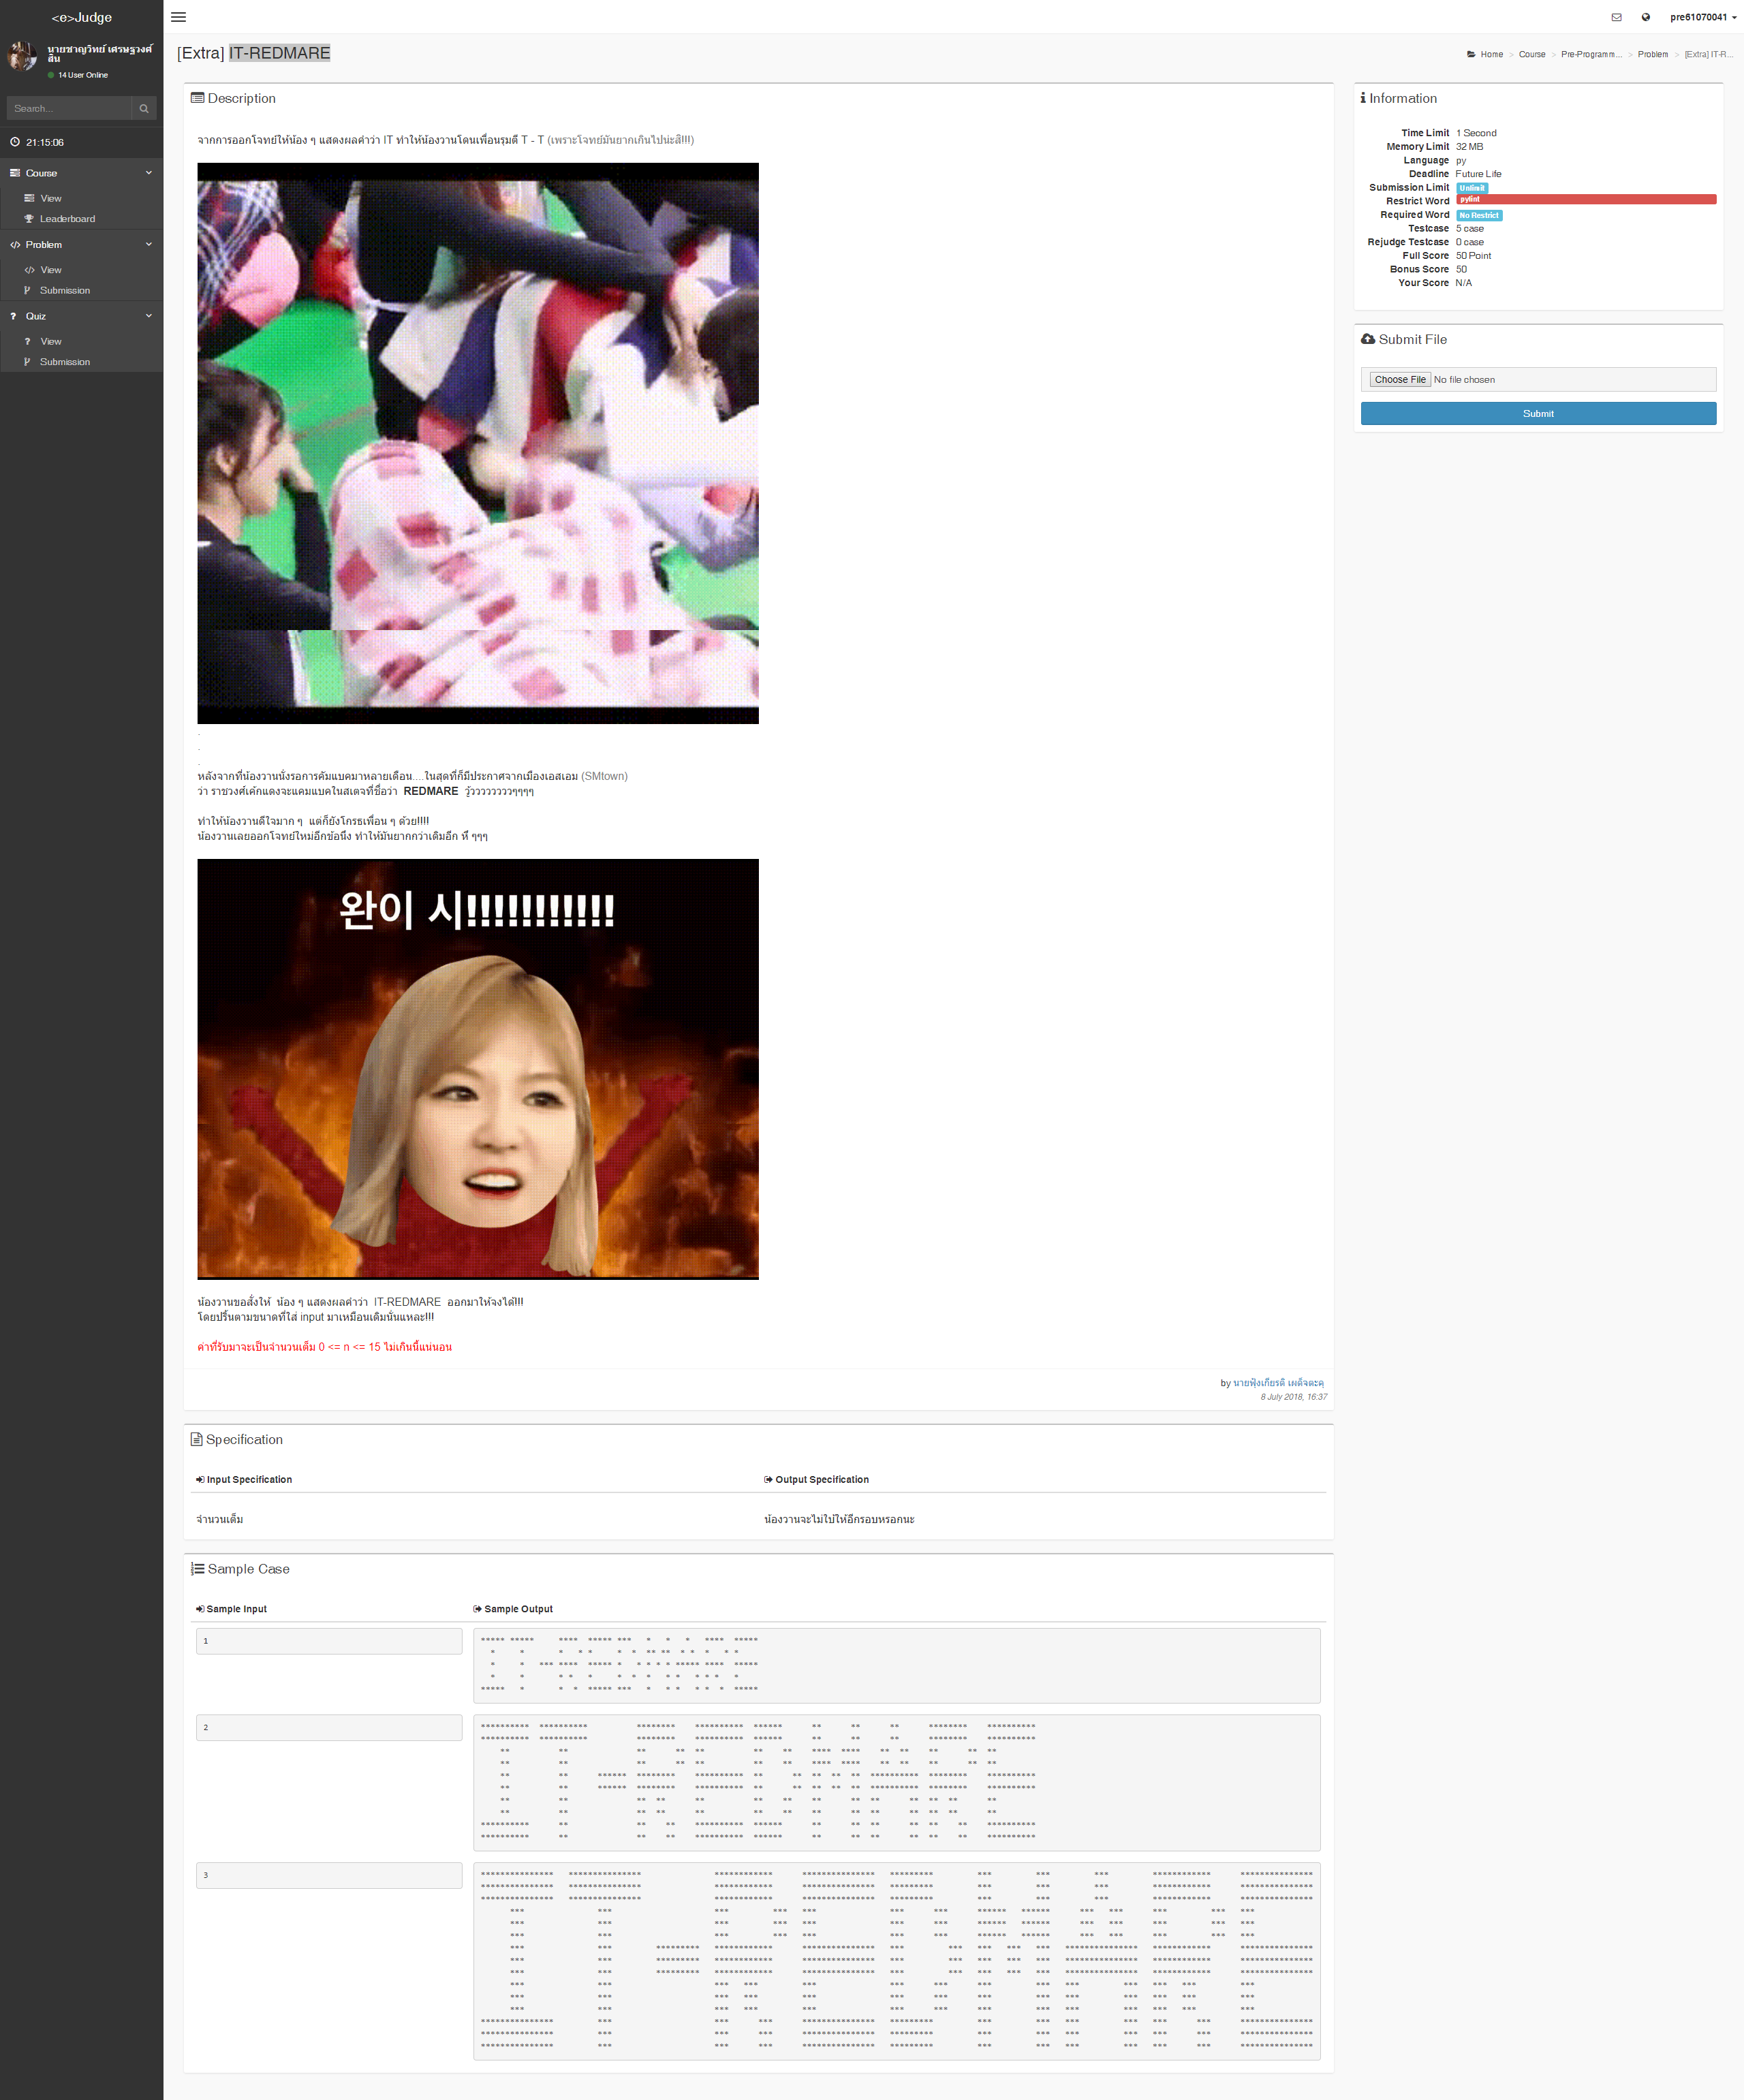 <e>Judge
นายชาญวิทย์ เศรษฐวงศ์
สิน
14 User Online
Search...
21:15:06
Course
View
Leaderboard
Problem
View
Submission
Quiz
View
Submission
pre61070041
[Extra] IT-REDMARE
Home > Course > Pre-Programm... > Problem > [Extra] IT-R...
Description
จากการออกโจทย์ให้น้อง ๆ แสดงผลคำว่า IT ทำให้น้องวานโดนเพื่อนรุมตี T - T (เพราะโจทย์มันยากเกินไปน่ะสิ!!!)
.
.
.
หลังจากที่น้องวานนั่งรอการคัมแบคมาหลายเดือน....ในสุดที่ก็มีประกาศจากเมืองเอสเอม (SMtown)
ว่า ราชวงศ์เค้กแดงจะแคมแบคในสเตจที่ชื่อว่า REDMARE วู้วววววววววๆๆๆๆ
ทำให้น้องวานดีใจมาก ๆ แต่ก็ยังโกรธเพื่อน ๆ ด้วย!!!!
น้องวานเลยออกโจทย์ใหม่อีกข้อนึง ทำให้มันยากกว่าเดิมอีก หึ ๆๆๆ
완이 시!!!!!!!!!!!
น้องวานขอสั่งให้ น้อง ๆ แสดงผลคำว่า IT-REDMARE ออกมาให้จงได้!!!
โดยปริ้นตามขนาดที่ใส่ input มาเหมือนเดิมนั่นแหละ!!!
ค่าที่รับมาจะเป็นจำนวนเต็ม 0 <= n <= 15 ไม่เกินนี้แน่นอน
by นายฟุ้งเกียรติ เผด็จตะคุ
8 July 2018, 16:37
Specification
Input Specification
Output Specification
จำนวนเต็ม
น้องวานจะไม่ใบ้ให้อีกรอบหรอกนะ
Sample Case
Sample Input
Sample Output
1
2
3
Information
Time Limit 1 Second
Memory Limit 32 MB
Language py
Deadline Future Life
Submission Limit Unlimit
Restrict Word pylint
Required Word No Restrict
Testcase 5 case
Rejudge Testcase 0 case
Full Score 50 Point
Bonus Score 50
Your Score N/A
Submit File
Choose File No file chosen
Submit